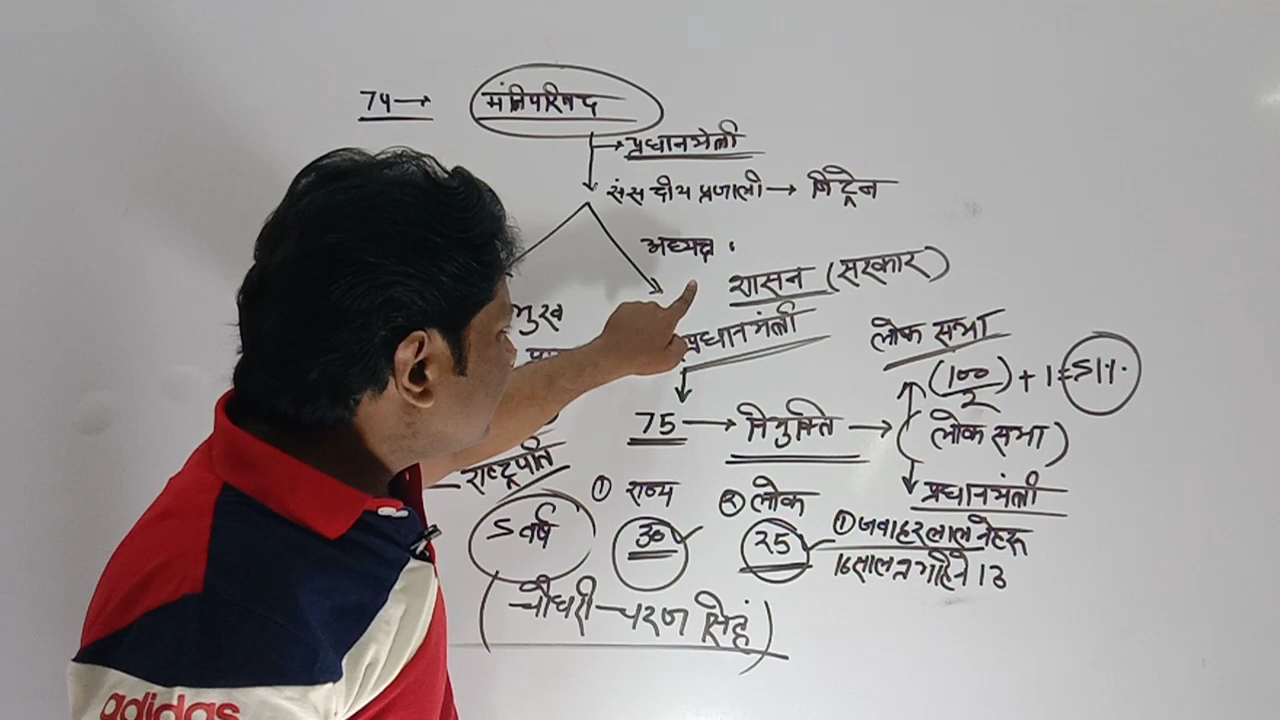 74→ मंत्रिपरिषद
→ प्रधानमंत्री
संसदीय प्रणाली → ब्रिटेन
अध्यक्ष :
शासन (सरकार)
मुख
प्रधानमंत्री
लोक सभा
(100/2) + 1 = 51%.
75 → नियुक्ति → (लोक सभा)
राष्ट्रपति
① राज्य ② लोक
प्रधानमंत्री
5 वर्ष 30 25
① जवाहरलाल नेहरू
16 साल 9 महिने 13
(चौधरी-चरण सिंह)
adidas